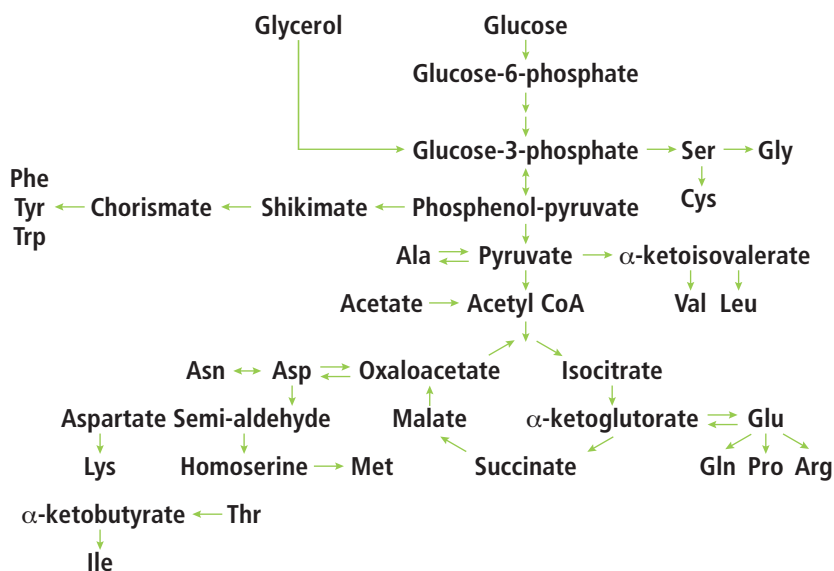 Glycerol Glucose
Glucose-6-phosphate
Glucose-3-phosphate Ser Gly
Phe
Tyr Chorismate Shikimate Phosphenol-pyruvate Cys
Trp
Ala Pyruvate α-ketoisovalerate
Acetate Acetyl CoA Val Leu
Asn Asp Oxaloacetate Isocitrate
Aspartate Semi-aldehyde Malate α-ketoglutorate Glu
Lys Homoserine Met Succinate Gln Pro Arg
α-ketobutyrate Thr
Ile